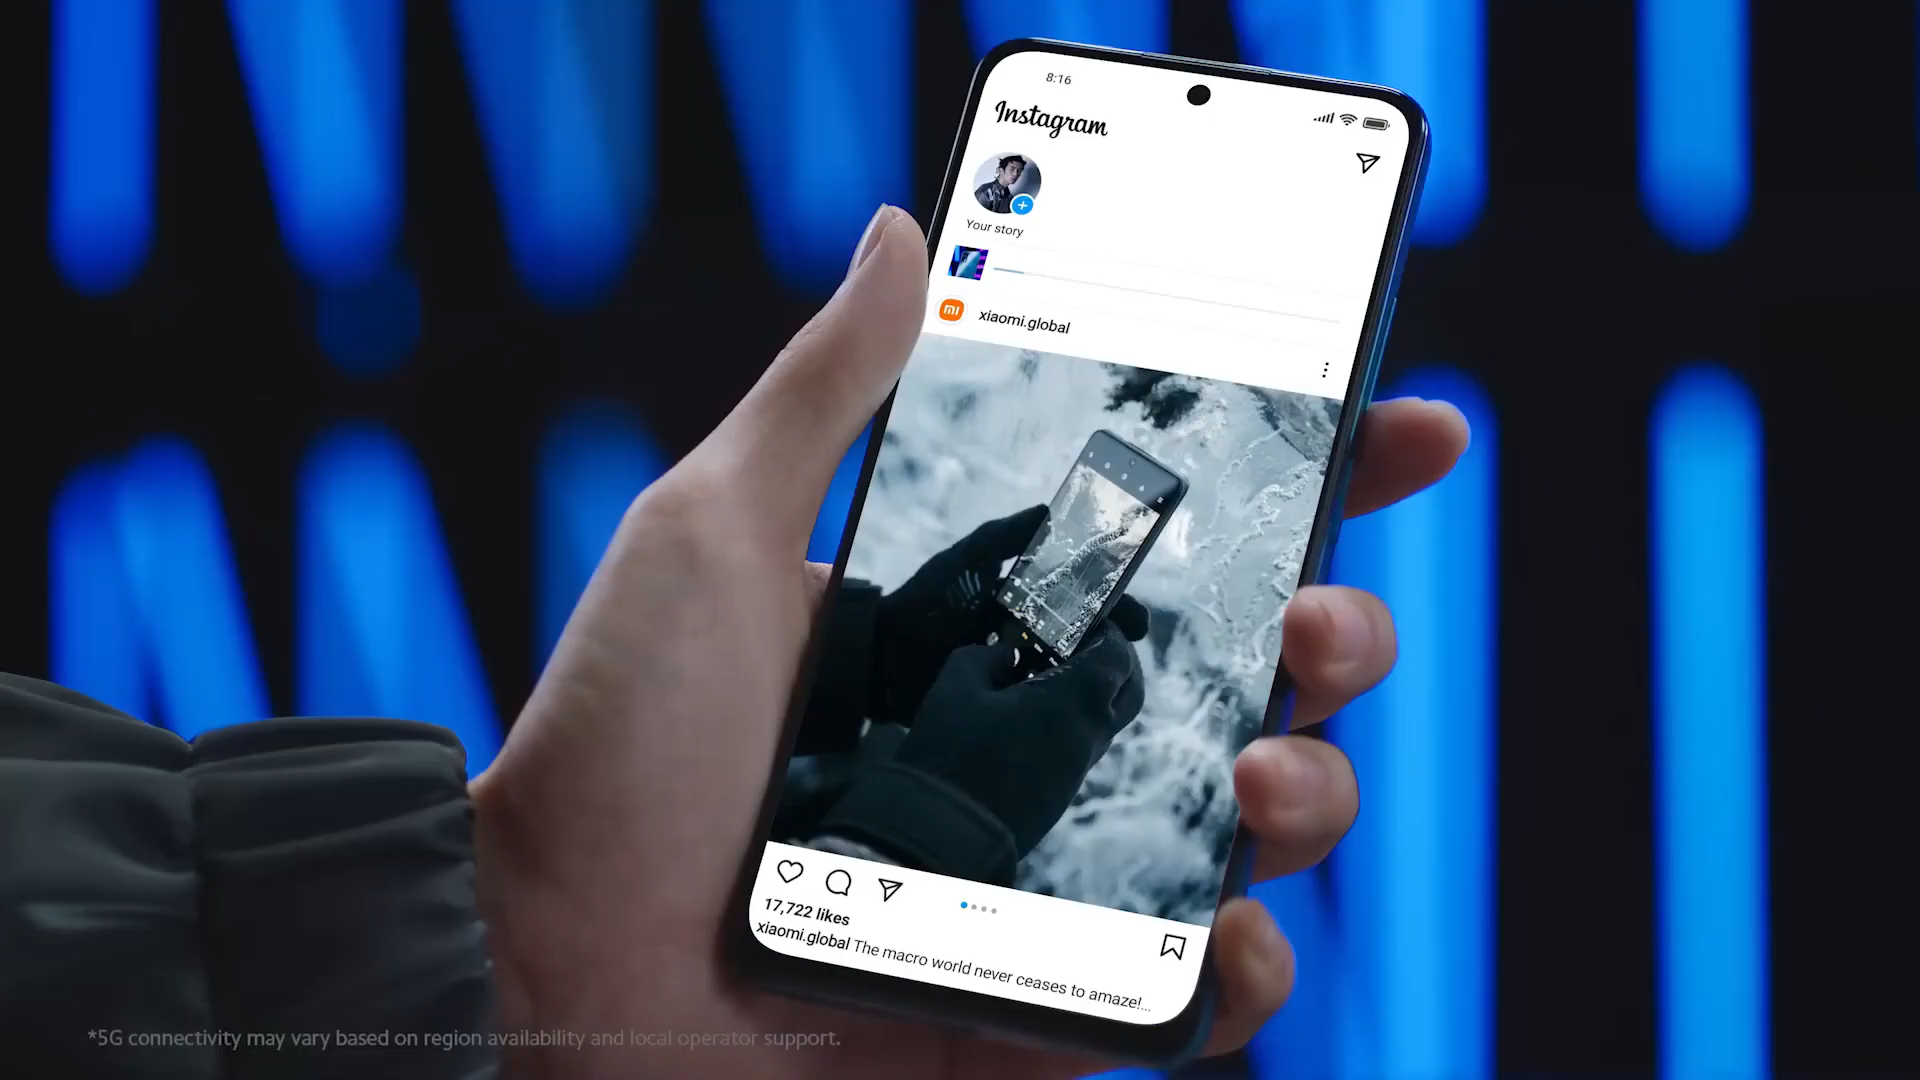 8:16
Instagram
Your story
mi
xiaomi.global
17,722 likes
xiaomi.global The macro world never ceases to amaze!...
*5G connectivity may vary based on region availability and local operator support.